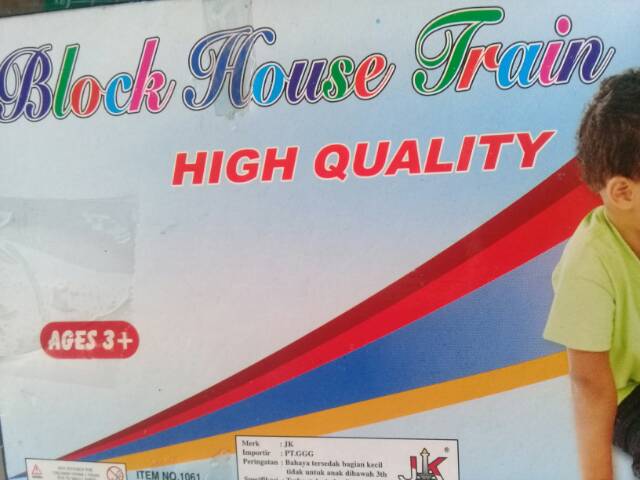 Block House Train
HIGH QUALITY
AGES 3+
ITEM NO.1061
Merk : JK
Importir : PT.GGG
Peringatan : Bahaya tersedak bagian kecil
tidak untuk anak dibawah 3th
JK